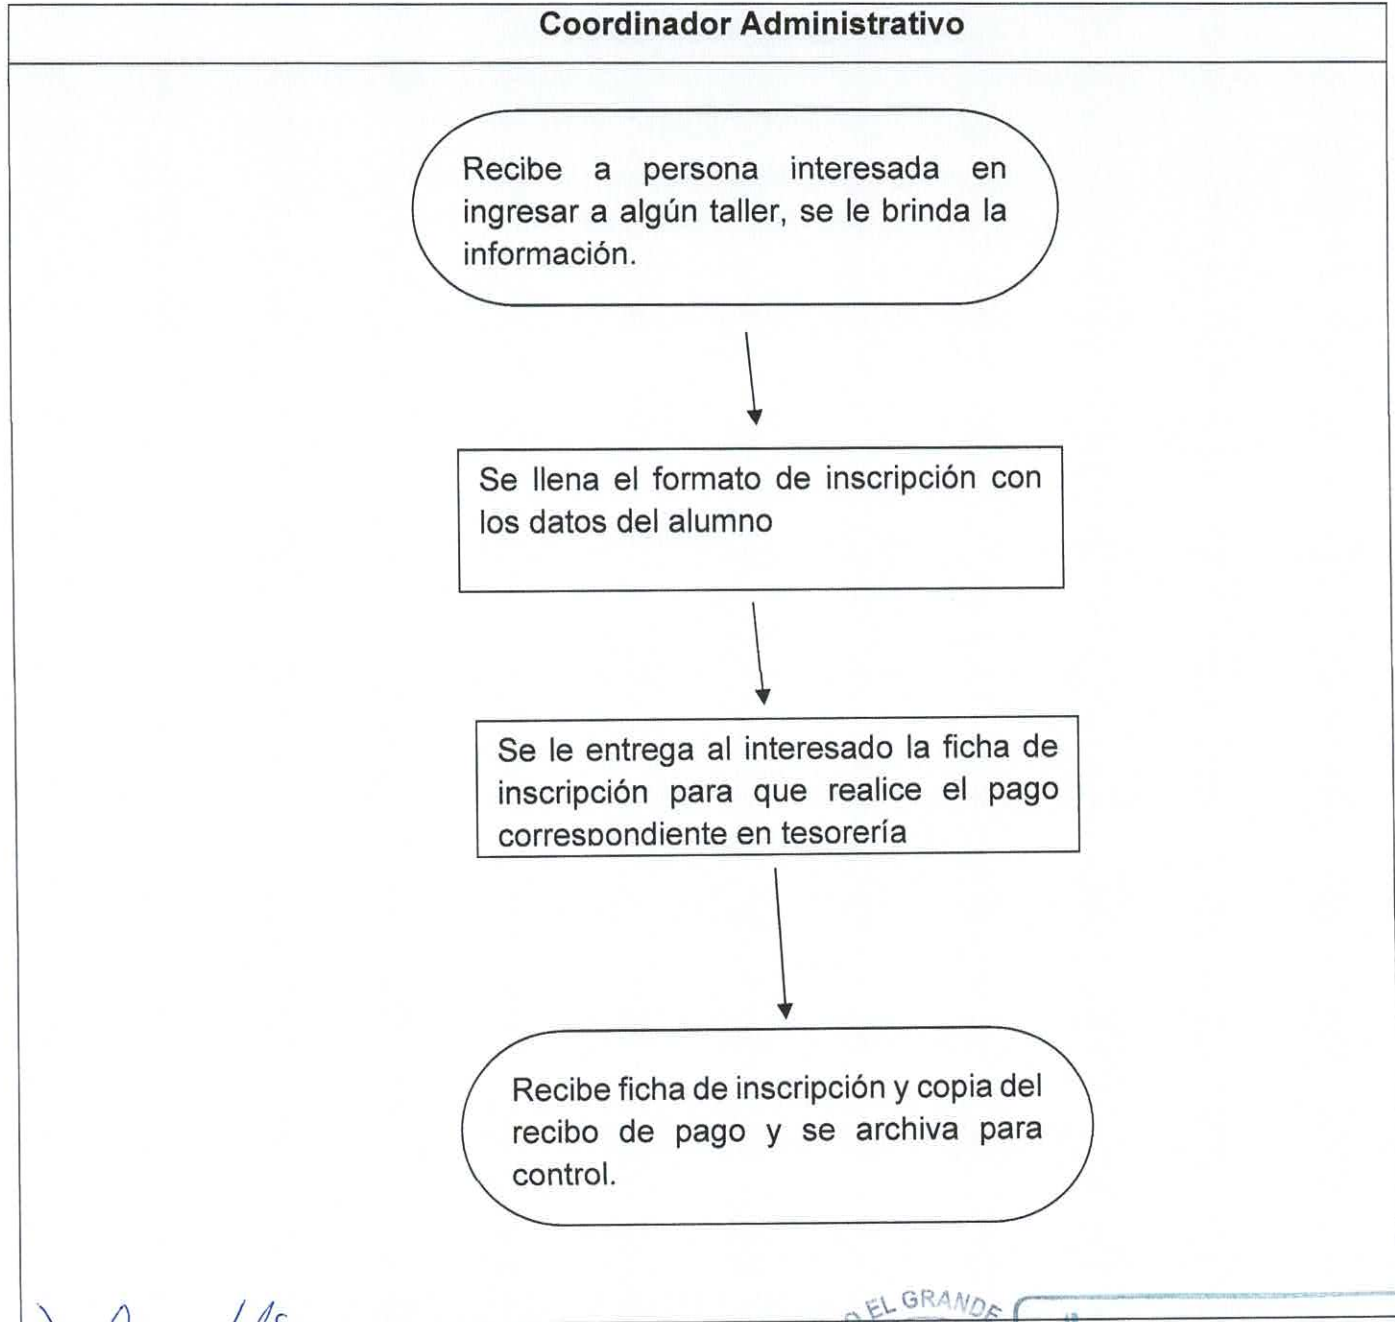 Coordinador Administrativo
Recibe a persona interesada en
ingresar a algún taller, se le brinda la
información.
Se llena el formato de inscripción con
los datos del alumno
Se le entrega al interesado la ficha de
inscripción para que realice el pago
correspondiente en tesorería
Recibe ficha de inscripción y copia del
recibo de pago y se archiva para
control.
EL GRANDE